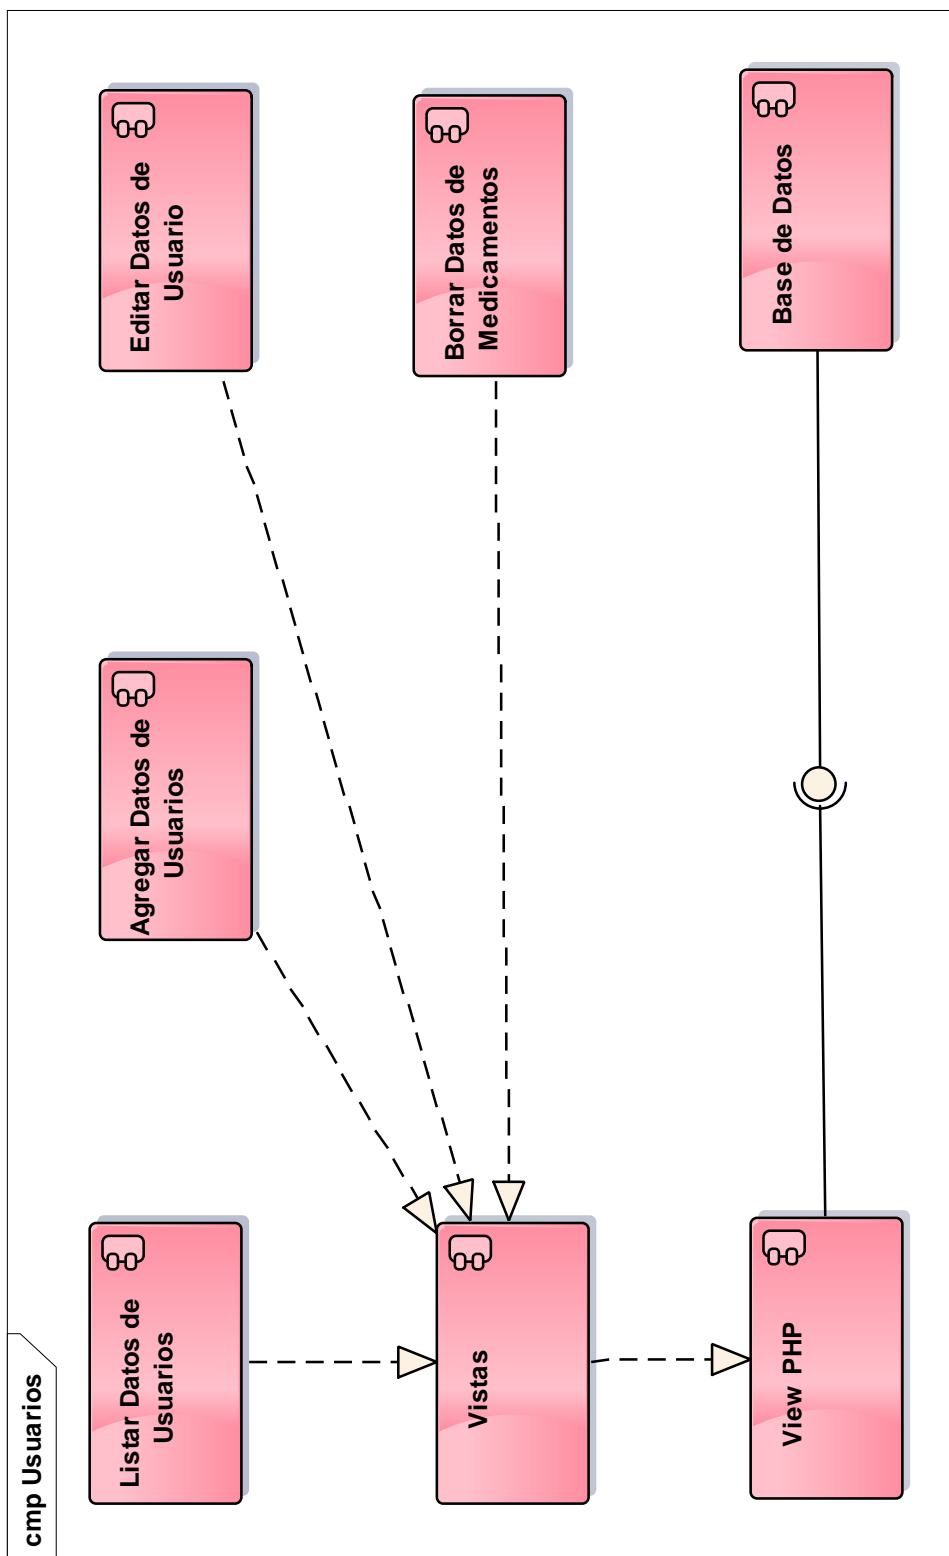 cmp Usuarios
Listar Datos de
Usuarios
Agregar Datos de
Usuarios
Editar Datos de
Usuario
Vistas
Borrar Datos de
Medicamentos
View PHP
Base de Datos